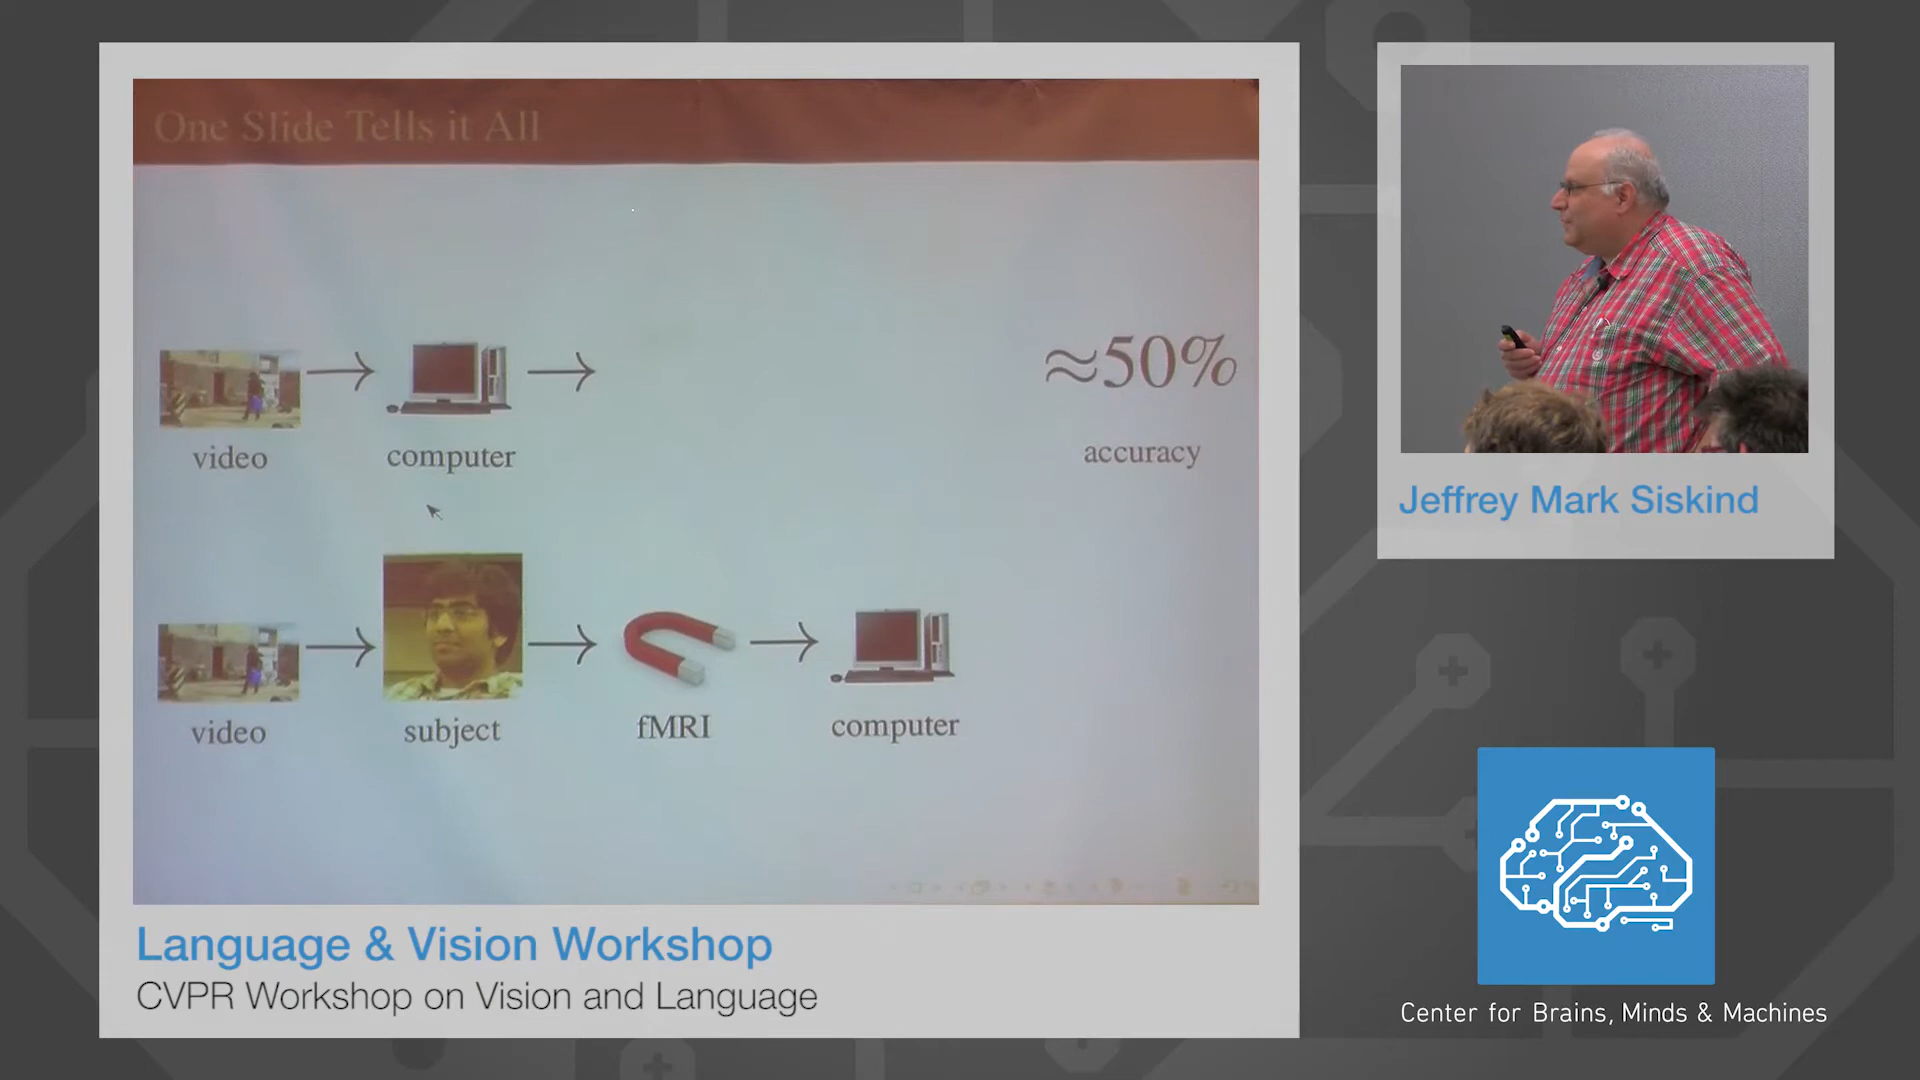 One Slide Tells it All
≈50%
video
computer
accuracy
video
subject
fMRI
computer
Language & Vision Workshop
CVPR Workshop on Vision and Language
Jeffrey Mark Siskind
Center for Brains, Minds & Machines